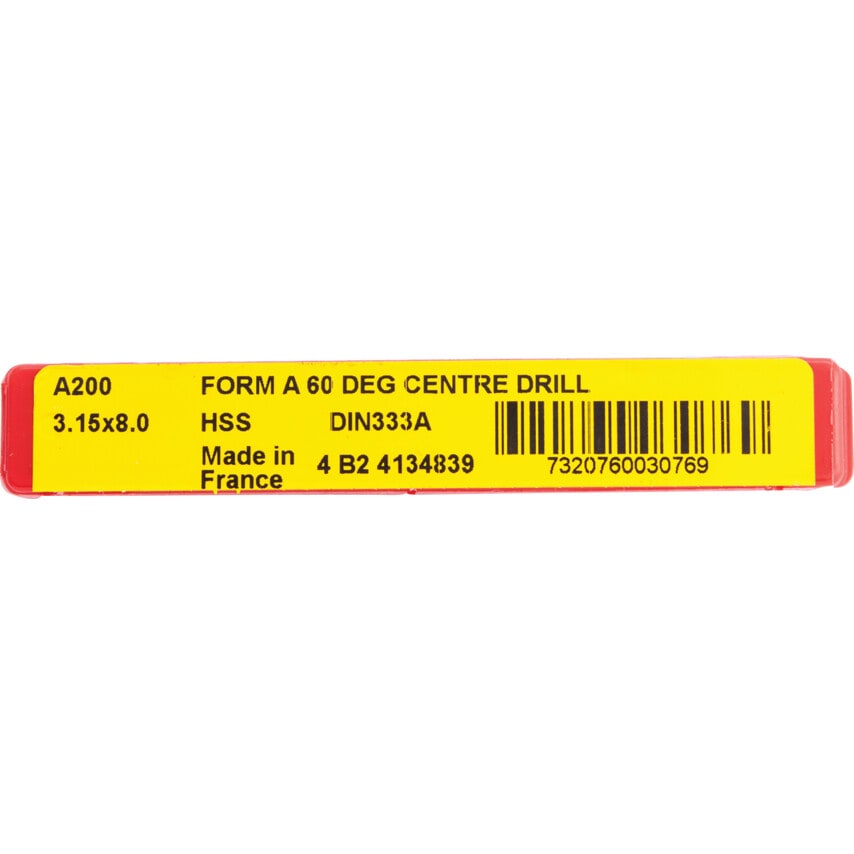 A200 FORM A 60 DEG CENTRE DRILL
3.15x8.0 HSS DIN333A
Made in
France
4 B2 4134839
7320760030769